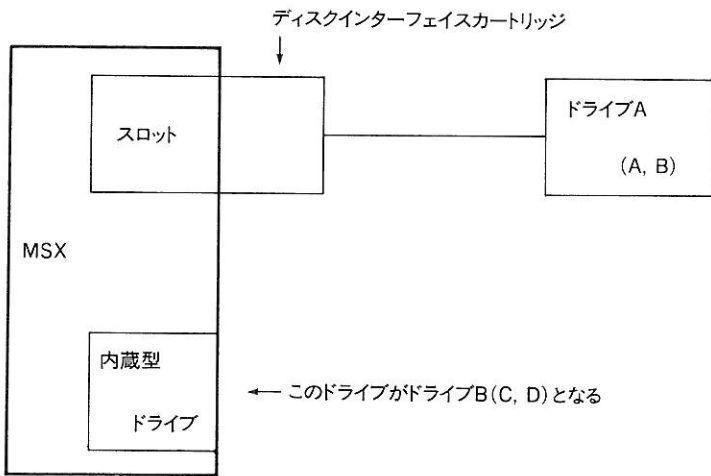 ディスクインターフェイスカートリッジ
スロット
ドライブA
(A, B)
MSX
内蔵型
ドライブ
このドライブがドライブB(C, D)となる